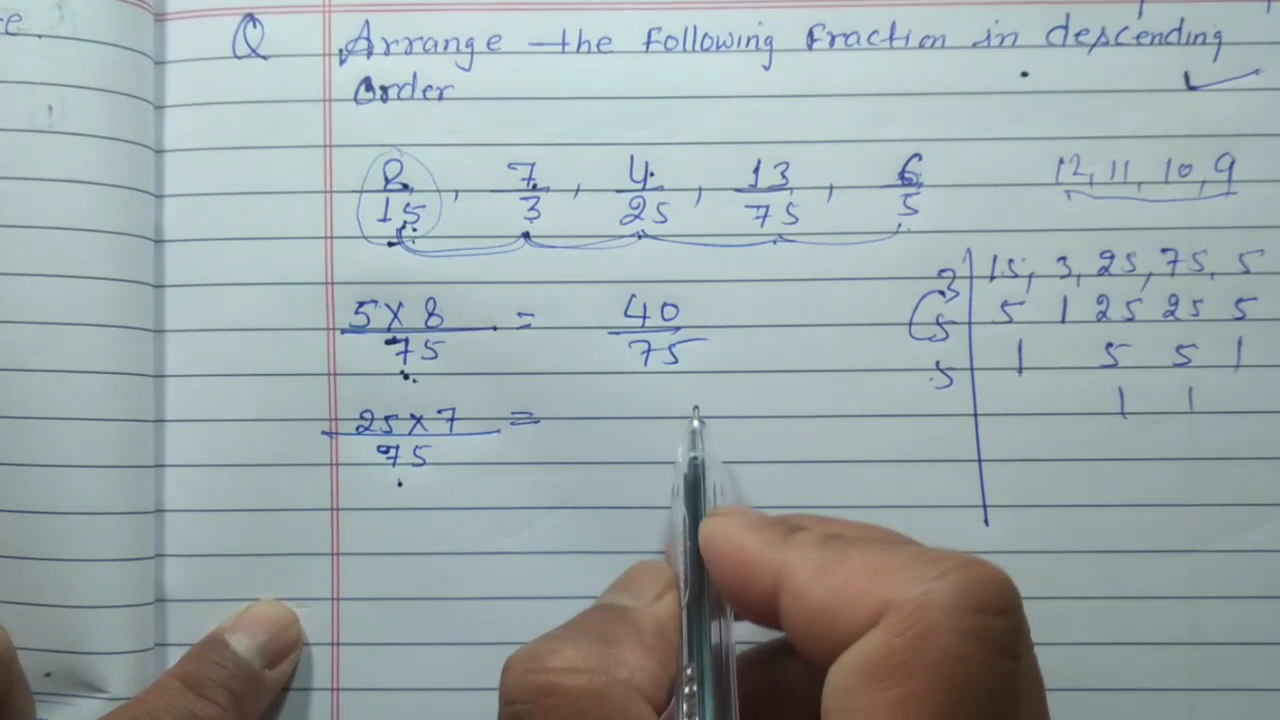 e
Q Arrange the following fraction in descending
Order
8/15, 7/3, 4/25, 13/75, 6/5
12, 11, 10, 9
3 | 15, 3, 25, 75, 5
5 | 5 1 25 25 5
5 | 1 5 5 1
1 1
5×8/75 = 40/75
25×7/75 =